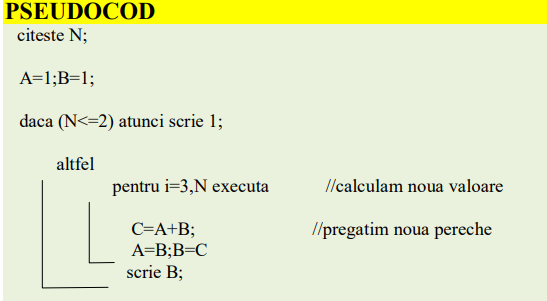 PSEUDOCOD
citeste N;
A=1;B=1;
daca (N<=2) atunci scrie 1;
altfel
pentru i=3,N executa //calculam noua valoare
C=A+B; //pregatim noua pereche
A=B;B=C
scrie B;